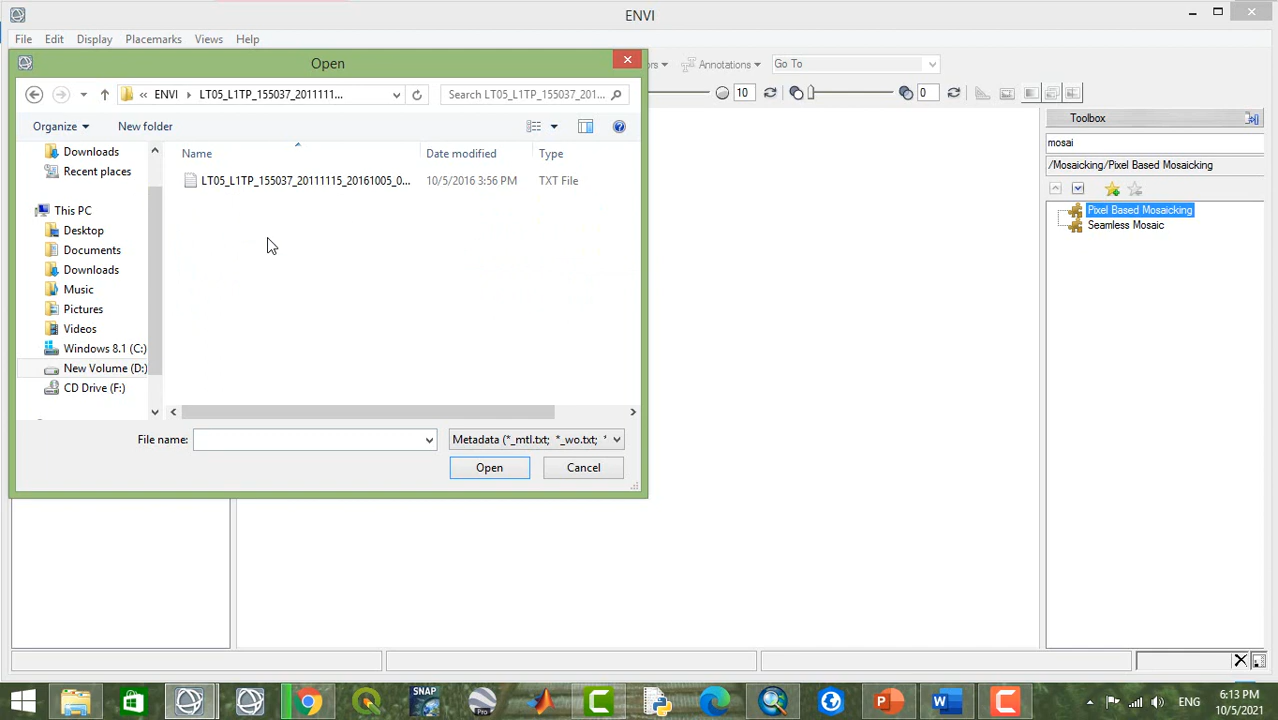 ENVI
File Edit Display Placemarks Views Help
Open
ors Annotations Go To
ENVI LT05_L1TP_155037_2011111... Search LT05_L1TP_155037_201...
10 0
Organize New folder
Toolbox
mosai
/Mosaicking/Pixel Based Mosaicking
Pixel Based Mosaicking
Seamless Mosaic
Downloads
Recent places
This PC
Desktop
Documents
Downloads
Music
Pictures
Videos
Windows 8.1 (C:)
New Volume (D:)
CD Drive (F:)
Name Date modified Type
LT05_L1TP_155037_20111115_20161005_0... 10/5/2016 3:56 PM TXT File
File name: Metadata (*_mtl.txt; *_wo.txt; *
Open Cancel
SNAP
Pro
ENG
6:13 PM
10/5/2021